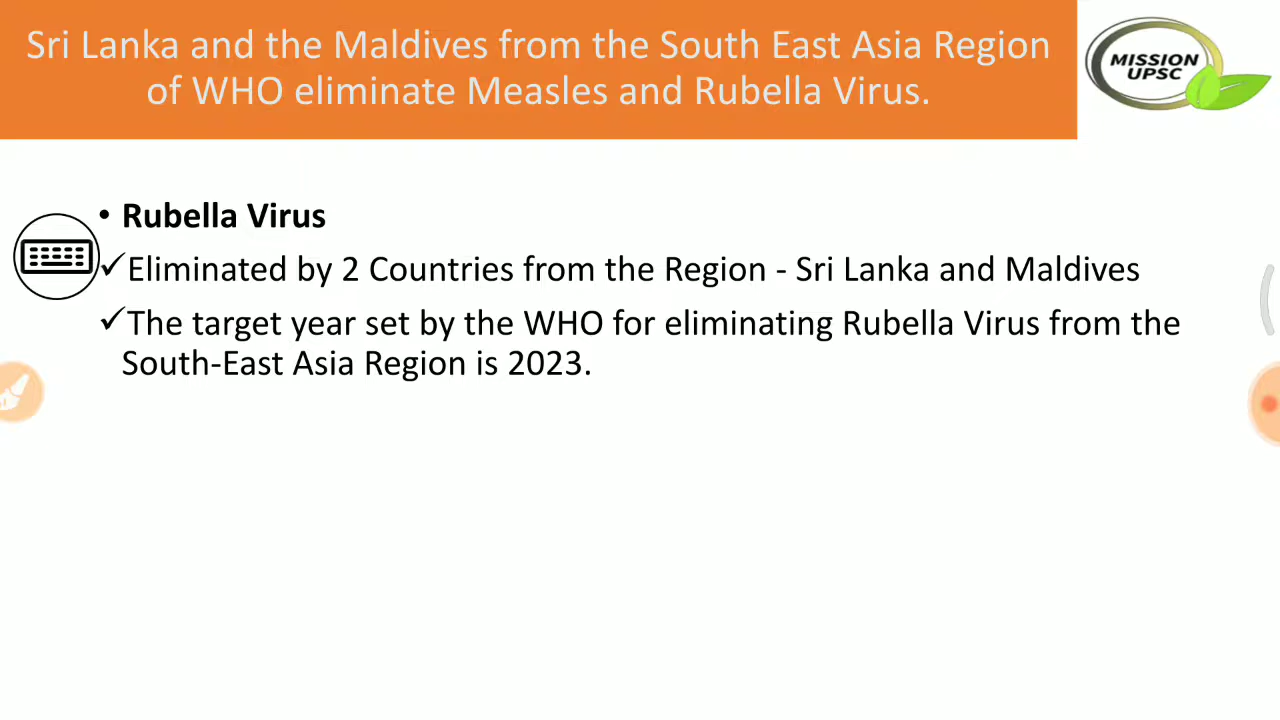 Sri Lanka and the Maldives from the South East Asia Region
of WHO eliminate Measles and Rubella Virus.
MISSION
UPSC
• Rubella Virus
✓Eliminated by 2 Countries from the Region - Sri Lanka and Maldives
✓The target year set by the WHO for eliminating Rubella Virus from the
South-East Asia Region is 2023.